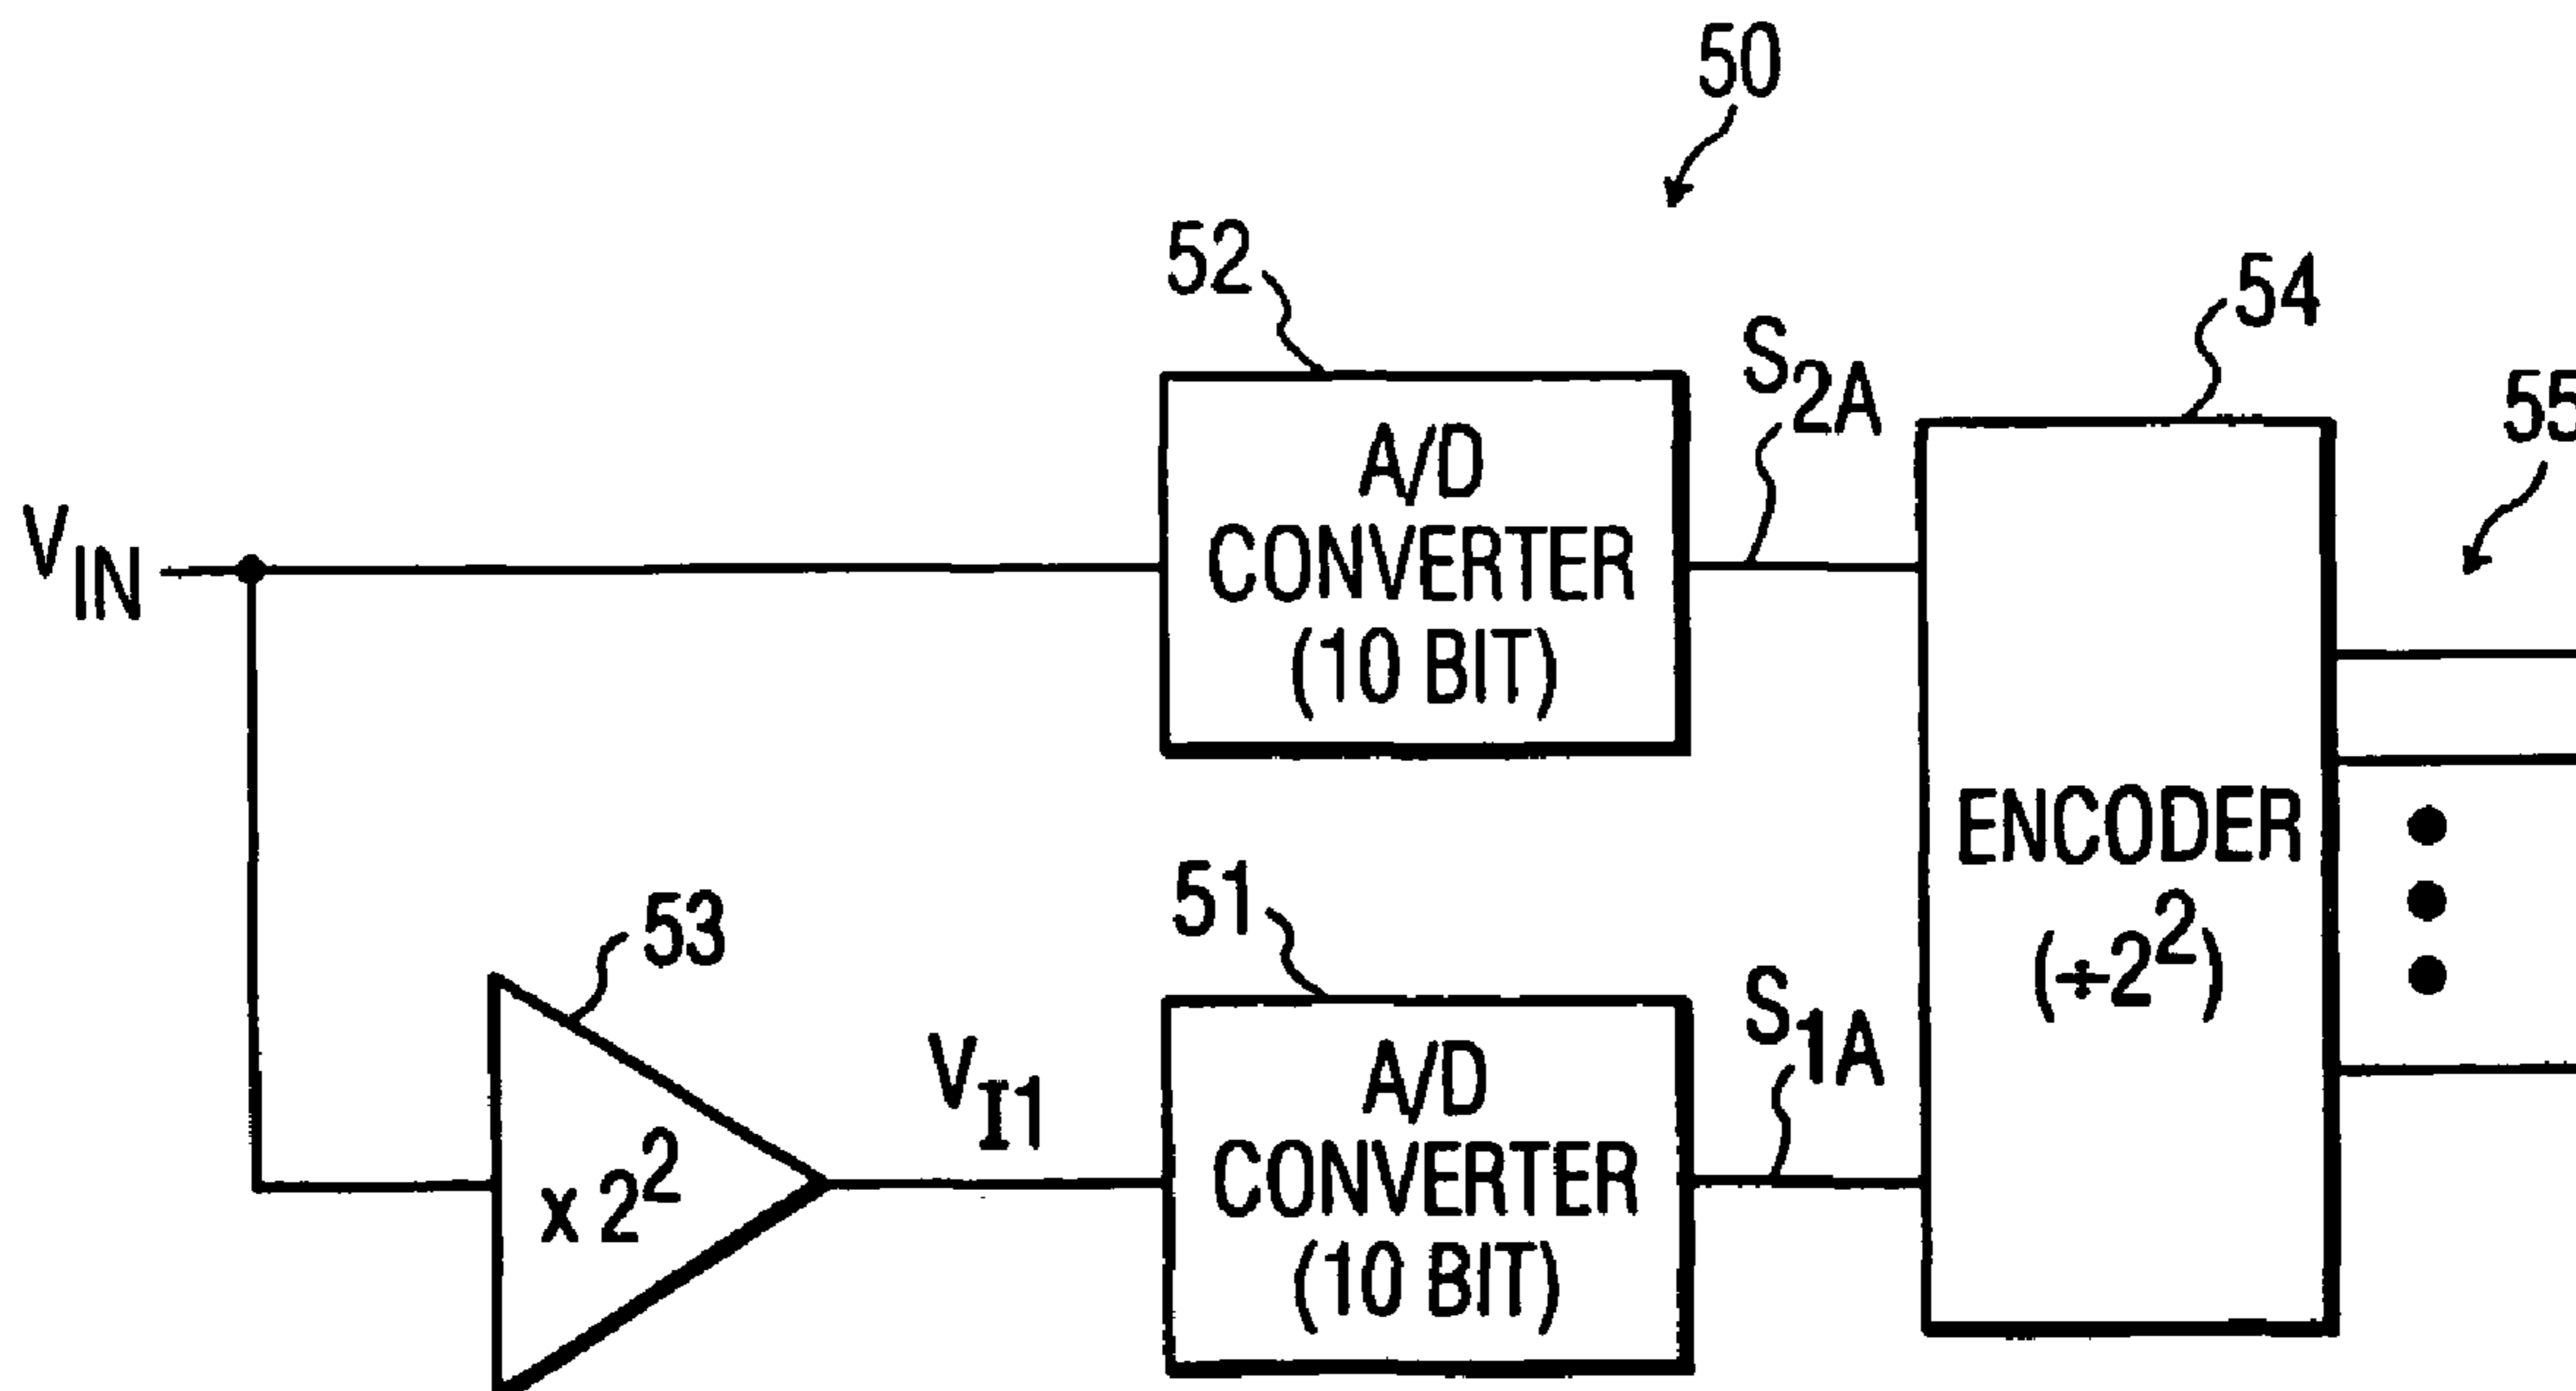 50
52
54
S2A
55
A/D
CONVERTER
(10 BIT)
VIN
ENCODER
(÷2²)
53
51
S1A
VI1
A/D
CONVERTER
(10 BIT)
x 2²